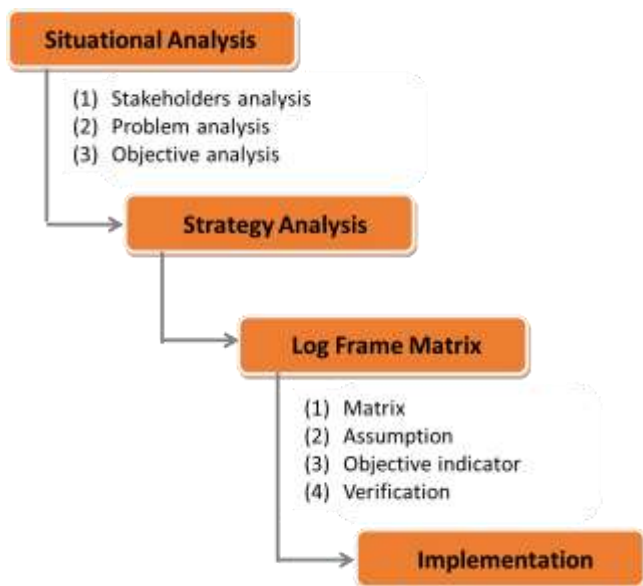 Situational Analysis
(1) Stakeholders analysis
(2) Problem analysis
(3) Objective analysis
Strategy Analysis
Log Frame Matrix
(1) Matrix
(2) Assumption
(3) Objective indicator
(4) Verification
Implementation